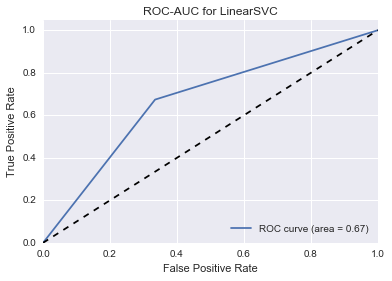 ROC-AUC for LinearSVC
True Positive Rate
1.0
0.8
0.6
0.4
0.2
0.0
ROC curve (area = 0.67)
0.0 0.2 0.4 0.6 0.8 1.0
False Positive Rate